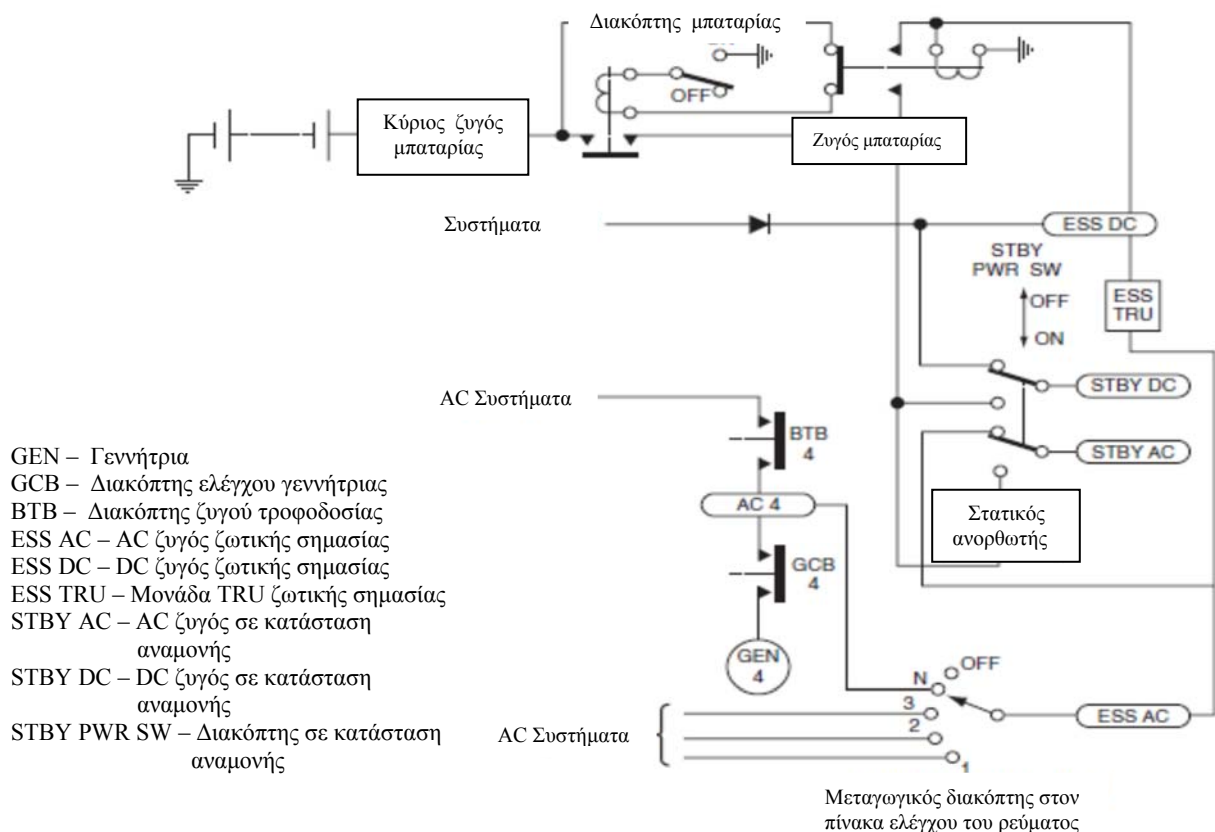 Διακόπτης μπαταρίας
OFF
Κύριος ζυγός
μπαταρίας
Ζυγός μπαταρίας
Συστήματα
ESS DC
STBY
PWR SW
OFF
ON
ESS
TRU
STBY DC
AC Συστήματα
BTB
4
STBY AC
AC 4
Στατικός
ανορθωτής
GCB
4
GEN
4
OFF
N
3
2
1
ESS AC
AC Συστήματα
Μεταγωγικός διακόπτης στον
πίνακα ελέγχου του ρεύματος
GEN – Γεννήτρια
GCB – Διακόπτης ελέγχου γεννήτριας
BTB – Διακόπτης ζυγού τροφοδοσίας
ESS AC – AC ζυγός ζωτικής σημασίας
ESS DC – DC ζυγός ζωτικής σημασίας
ESS TRU – Μονάδα TRU ζωτικής σημασίας
STBY AC – AC ζυγός σε κατάσταση
αναμονής
STBY DC – DC ζυγός σε κατάσταση
αναμονής
STBY PWR SW – Διακόπτης σε κατάσταση
αναμονής